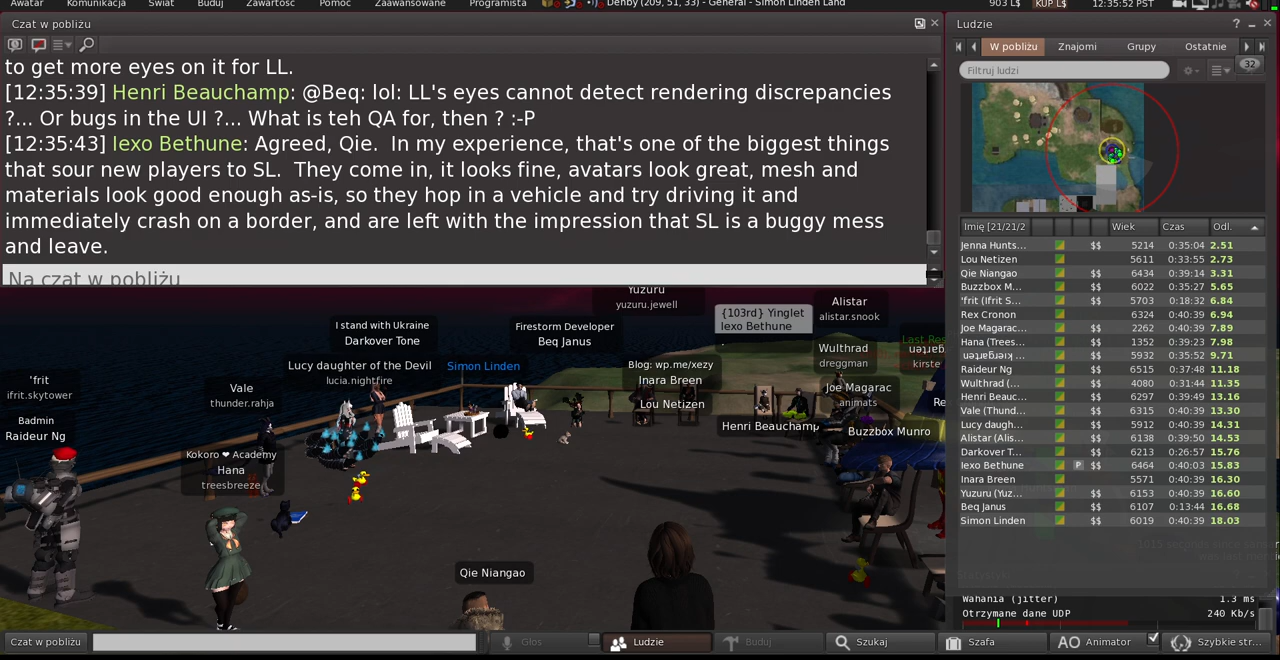 Awatar Komunikacja Świat Buduj Zawartość Pomoc Zaawansowane Programista Denby (209, 51, 33) - General - Simon Linden Land 903 L$ KUP L$ 12:35:52 PST
Czat w pobliżu
to get more eyes on it for LL.
[12:35:39] Henri Beauchamp: @Beq: lol: LL's eyes cannot detect rendering discrepancies
?... Or bugs in the UI ?... What is teh QA for, then ? :-P
[12:35:43] Iexo Bethune: Agreed, Qie. In my experience, that's one of the biggest things
that sour new players to SL. They come in, it looks fine, avatars look great, mesh and
materials look good enough as-is, so they hop in a vehicle and try driving it and
immediately crash on a border, and are left with the impression that SL is a buggy mess
and leave.
Na czat w pobliżu
Ludzie
W pobliżu Znajomi Grupy Ostatnie
Filtruj ludzi
32
Imię [21/21/2 Wiek Czas Odl.
Jenna Hunts... $$ 5214 0:35:04 2.51
Lou Netizen 5611 0:33:55 2.73
Qie Niangao $$ 6434 0:39:14 3.31
Buzzbox M... $$ 6022 0:35:27 5.65
'frit (Ifrit S... $$ 5703 0:18:32 6.84
Rex Cronon 6324 0:40:39 6.94
Joe Magarac... $$ 2262 0:40:39 7.89
Hana (Trees... $$ 1352 0:39:23 7.98
$$ 5932 0:35:52 9.71
Raideur Ng $$ 6515 0:37:48 11.18
Wulthrad (... $$ 4080 0:31:44 11.35
Henri Beauc... $$ 6297 0:39:49 13.16
Vale (Thund... $$ 6315 0:40:39 13.30
Lucy daugh... $$ 5912 0:40:39 14.31
Alistar (Alis... $$ 6138 0:39:50 14.53
Darkover T... $$ 6213 0:26:57 15.76
Iexo Bethune P $$ 6464 0:40:03 15.83
Inara Breen 5571 0:40:39 16.30
Yuzuru (Yuz... $$ 6153 0:40:39 16.60
Beq Janus $$ 6107 0:13:44 16.68
Simon Linden $$ 6019 0:40:39 18.03
Wahania (jitter) 1.3 ms
Otrzymane dane UDP 240 Kb/s
Yuzuru
yuzuru.jewell
{103rd} Yinglet
Iexo Bethune
Alistar
alistar.snook
I stand with Ukraine
Darkover Tone
Firestorm Developer
Beq Janus
Last Res
kirste
Wulthrad
dreggman
Lucy daughter of the Devil
lucia.nightfire
Simon Linden
Blog: wp.me/xezy
Inara Breen
Lou Netizen
Joe Magarac
animats
Re
'frit
ifrit.skytower
Vale
thunder.rahja
Badmin
Raideur Ng
Henri Beauchamp
Buzzbox Munro
Kokoro ❤ Academy
Hana
treesbreeze
Qie Niangao
Czat w pobliżu Głos Ludzie Buduj Szukaj Szafa AO Animator Szybkie str...